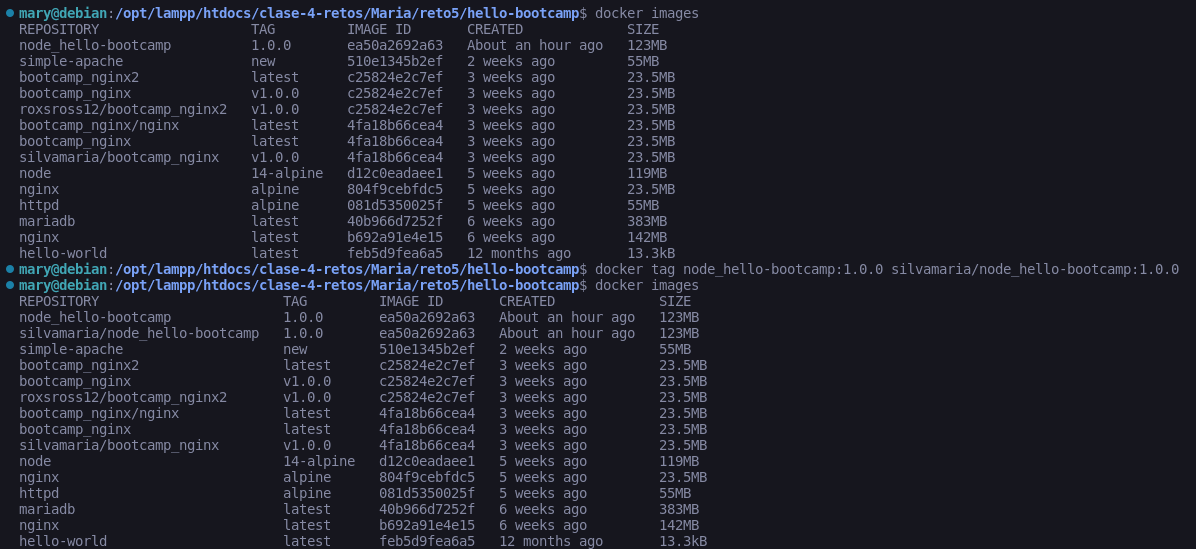 mary@debian:/opt/lampp/htdocs/clase-4-retos/Maria/reto5/hello-bootcamp$ docker images
REPOSITORY TAG IMAGE ID CREATED SIZE
node_hello-bootcamp 1.0.0 ea50a2692a63 About an hour ago 123MB
simple-apache new 510e1345b2ef 2 weeks ago 55MB
bootcamp_nginx2 latest c25824e2c7ef 3 weeks ago 23.5MB
bootcamp_nginx v1.0.0 c25824e2c7ef 3 weeks ago 23.5MB
roxsross12/bootcamp_nginx2 v1.0.0 c25824e2c7ef 3 weeks ago 23.5MB
bootcamp_nginx/nginx latest 4fa18b66cea4 3 weeks ago 23.5MB
bootcamp_nginx latest 4fa18b66cea4 3 weeks ago 23.5MB
silvamaria/bootcamp_nginx v1.0.0 4fa18b66cea4 3 weeks ago 23.5MB
node 14-alpine d12c0eadaee1 5 weeks ago 119MB
nginx alpine 804f9cebfdc5 5 weeks ago 23.5MB
httpd alpine 081d5350025f 5 weeks ago 55MB
mariadb latest 40b966d7252f 6 weeks ago 383MB
nginx latest b692a91e4e15 6 weeks ago 142MB
hello-world latest feb5d9fea6a5 12 months ago 13.3kB
mary@debian:/opt/lampp/htdocs/clase-4-retos/Maria/reto5/hello-bootcamp$ docker tag node_hello-bootcamp:1.0.0 silvamaria/node_hello-bootcamp:1.0.0
mary@debian:/opt/lampp/htdocs/clase-4-retos/Maria/reto5/hello-bootcamp$ docker images
REPOSITORY TAG IMAGE ID CREATED SIZE
node_hello-bootcamp 1.0.0 ea50a2692a63 About an hour ago 123MB
silvamaria/node_hello-bootcamp 1.0.0 ea50a2692a63 About an hour ago 123MB
simple-apache new 510e1345b2ef 2 weeks ago 55MB
bootcamp_nginx2 latest c25824e2c7ef 3 weeks ago 23.5MB
bootcamp_nginx v1.0.0 c25824e2c7ef 3 weeks ago 23.5MB
roxsross12/bootcamp_nginx2 v1.0.0 c25824e2c7ef 3 weeks ago 23.5MB
bootcamp_nginx/nginx latest 4fa18b66cea4 3 weeks ago 23.5MB
bootcamp_nginx latest 4fa18b66cea4 3 weeks ago 23.5MB
silvamaria/bootcamp_nginx v1.0.0 4fa18b66cea4 3 weeks ago 23.5MB
node 14-alpine d12c0eadaee1 5 weeks ago 119MB
nginx alpine 804f9cebfdc5 5 weeks ago 23.5MB
httpd alpine 081d5350025f 5 weeks ago 55MB
mariadb latest 40b966d7252f 6 weeks ago 383MB
nginx latest b692a91e4e15 6 weeks ago 142MB
hello-world latest feb5d9fea6a5 12 months ago 13.3kB